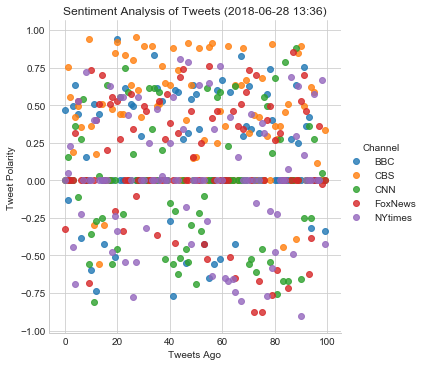 Sentiment Analysis of Tweets (2018-06-28 13:36)
1.00
0.75
0.50
0.25
0.00
−0.25
−0.50
−0.75
−1.00
Tweet Polarity
0
20
40
60
80
100
Tweets Ago
Channel
BBC
CBS
CNN
FoxNews
NYtimes